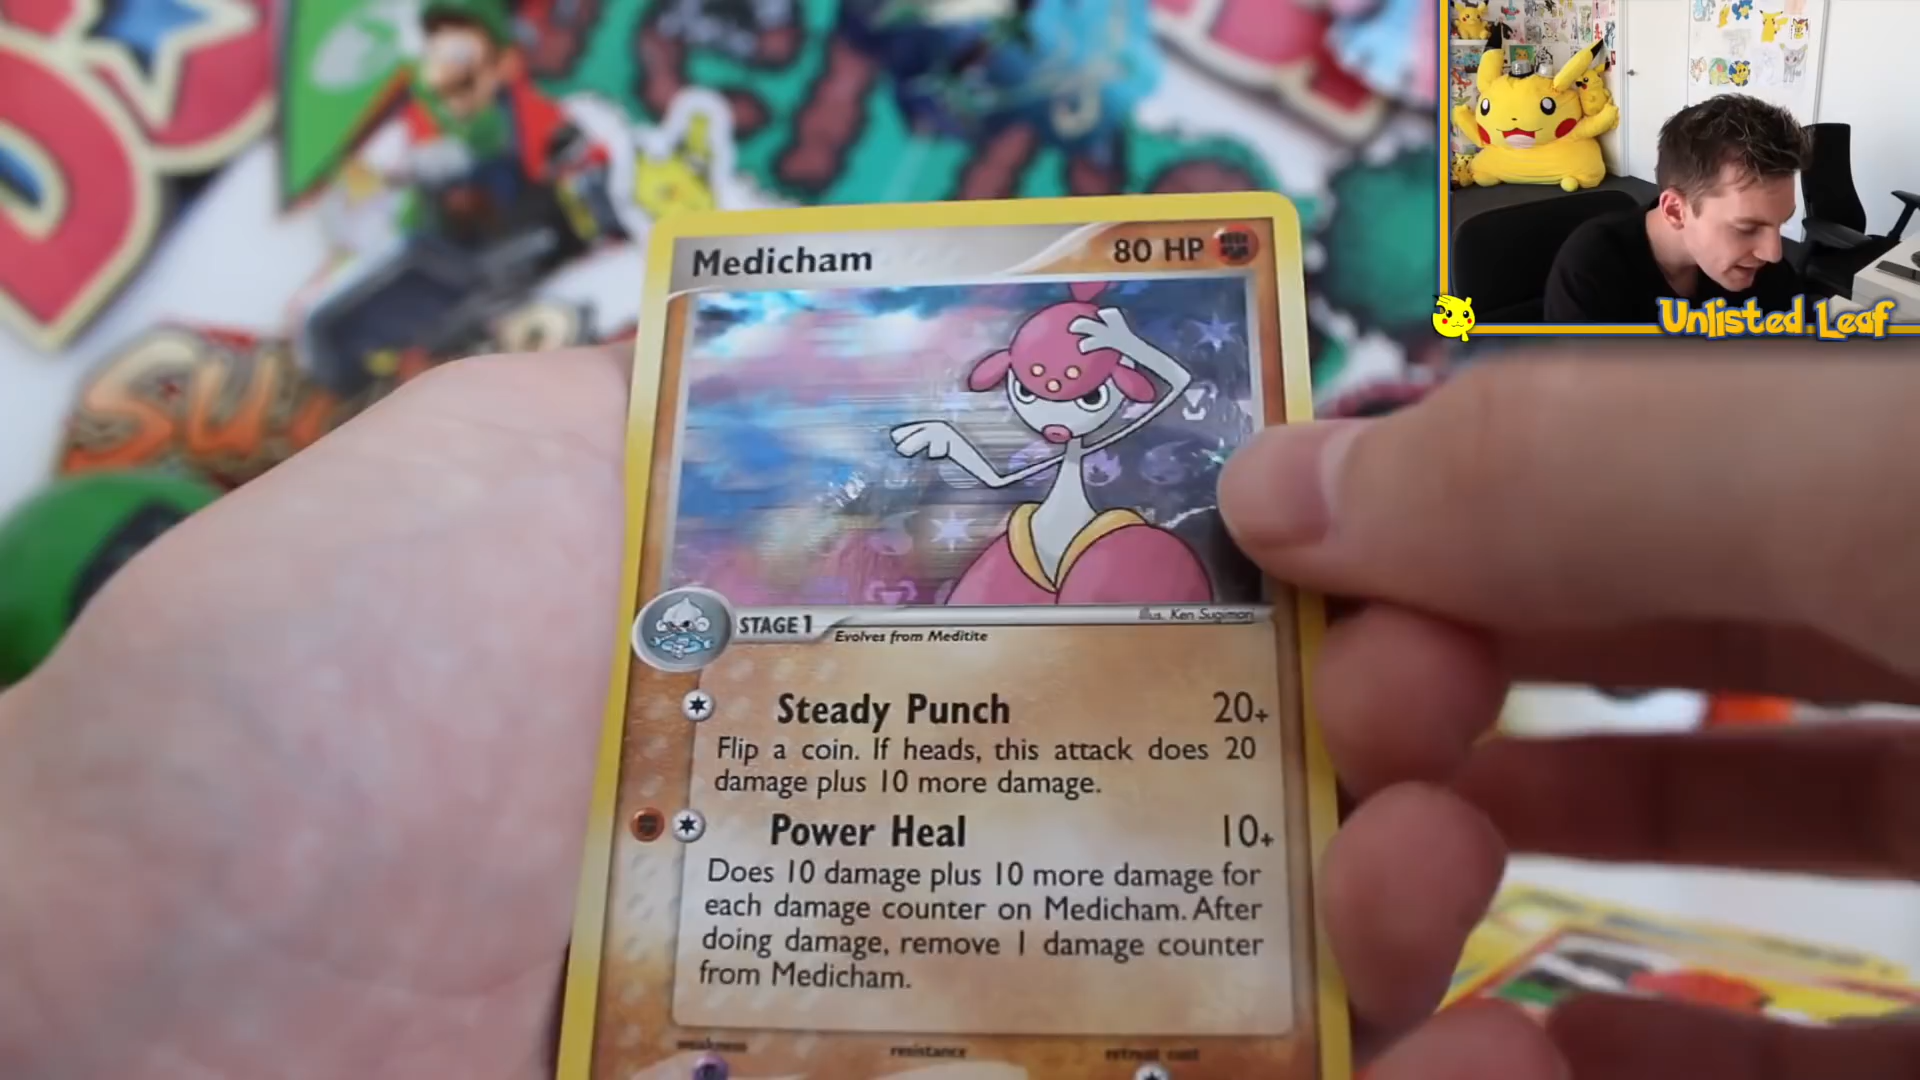 Unlisted.Leaf
Medicham
80 HP
Illus. Ken Sugimori
STAGE 1
Evolves from Meditite
Steady Punch 20+
Flip a coin. If heads, this attack does 20
damage plus 10 more damage.
Power Heal 10+
Does 10 damage plus 10 more damage for
each damage counter on Medicham. After
doing damage, remove 1 damage counter
from Medicham.
weakness
resistance
retreat cost